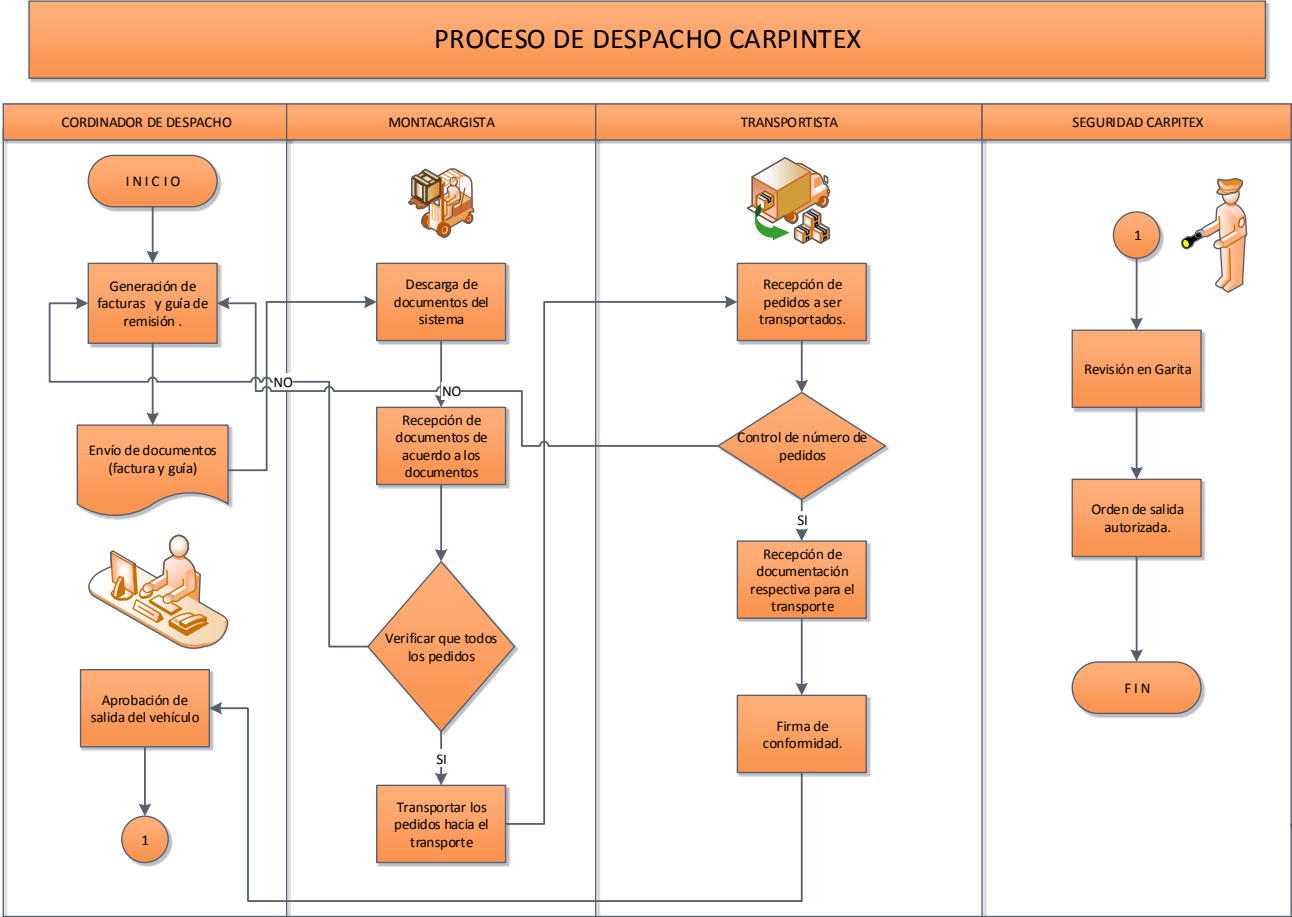 PROCESO DE DESPACHO CARPINTEX
CORDINADOR DE DESPACHO
MONTACARGISTA
TRANSPORTISTA
SEGURIDAD CARPITEX
INICIO
Generación de
facturas y guía de
remisión .
Envío de documentos
(factura y guía)
Aprobación de
salida del vehículo
1
Descarga de
documentos del
sistema
NO
NO
Recepción de
documentos de
acuerdo a los
documentos
Verificar que todos
los pedidos
SI
Transportar los
pedidos hacia el
transporte
Recepción de
pedidos a ser
transportados.
Control de número de
pedidos
SI
Recepción de
documentación
respectiva para el
transporte
Firma de
conformidad.
1
Revisión en Garita
Orden de salida
autorizada.
FIN